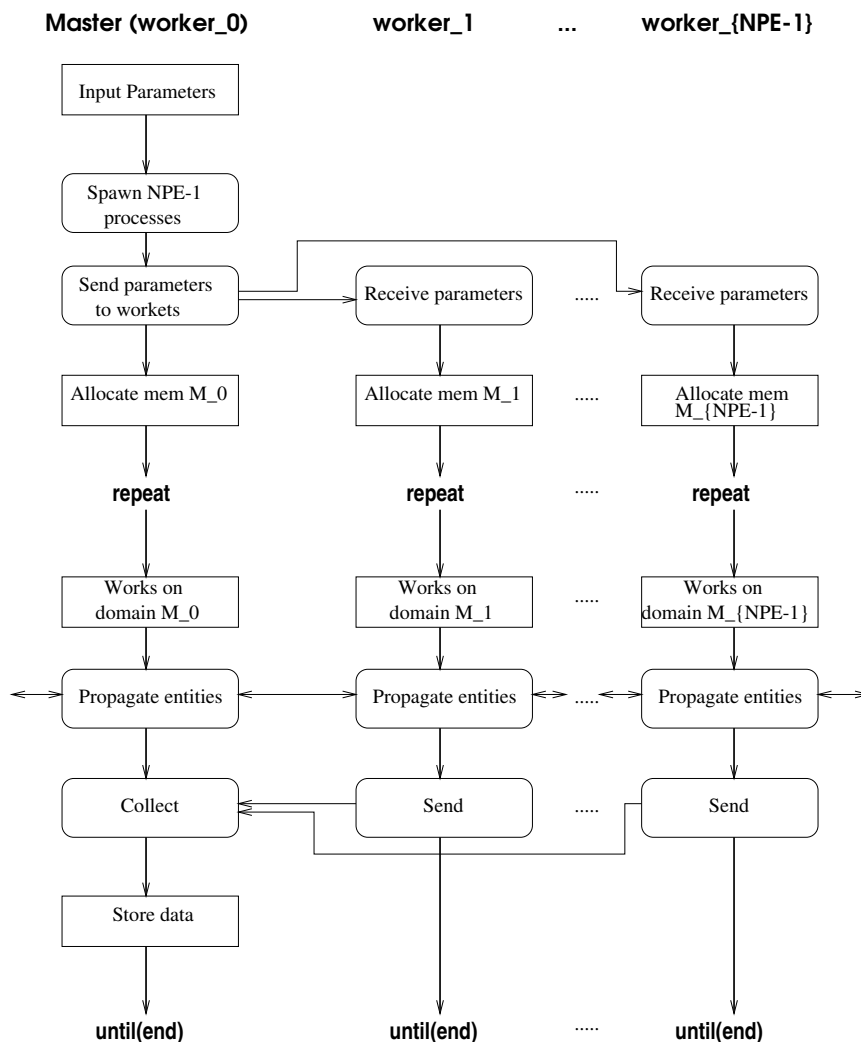 Master (worker_0) worker_1 ... worker_{NPE-1}
Input Parameters
Spawn NPE-1
processes
Send parameters
to workets
Receive parameters
.....
Receive parameters
Allocate mem M_0
Allocate mem M_1
.....
Allocate mem
M_{NPE-1}
repeat
repeat
.....
repeat
Works on
domain M_0
Works on
domain M_1
.....
Works on
domain M_{NPE-1}
Propagate entities
Propagate entities
.....
Propagate entities
Collect
Send
.....
Send
Store data
until(end)
until(end)
.....
until(end)